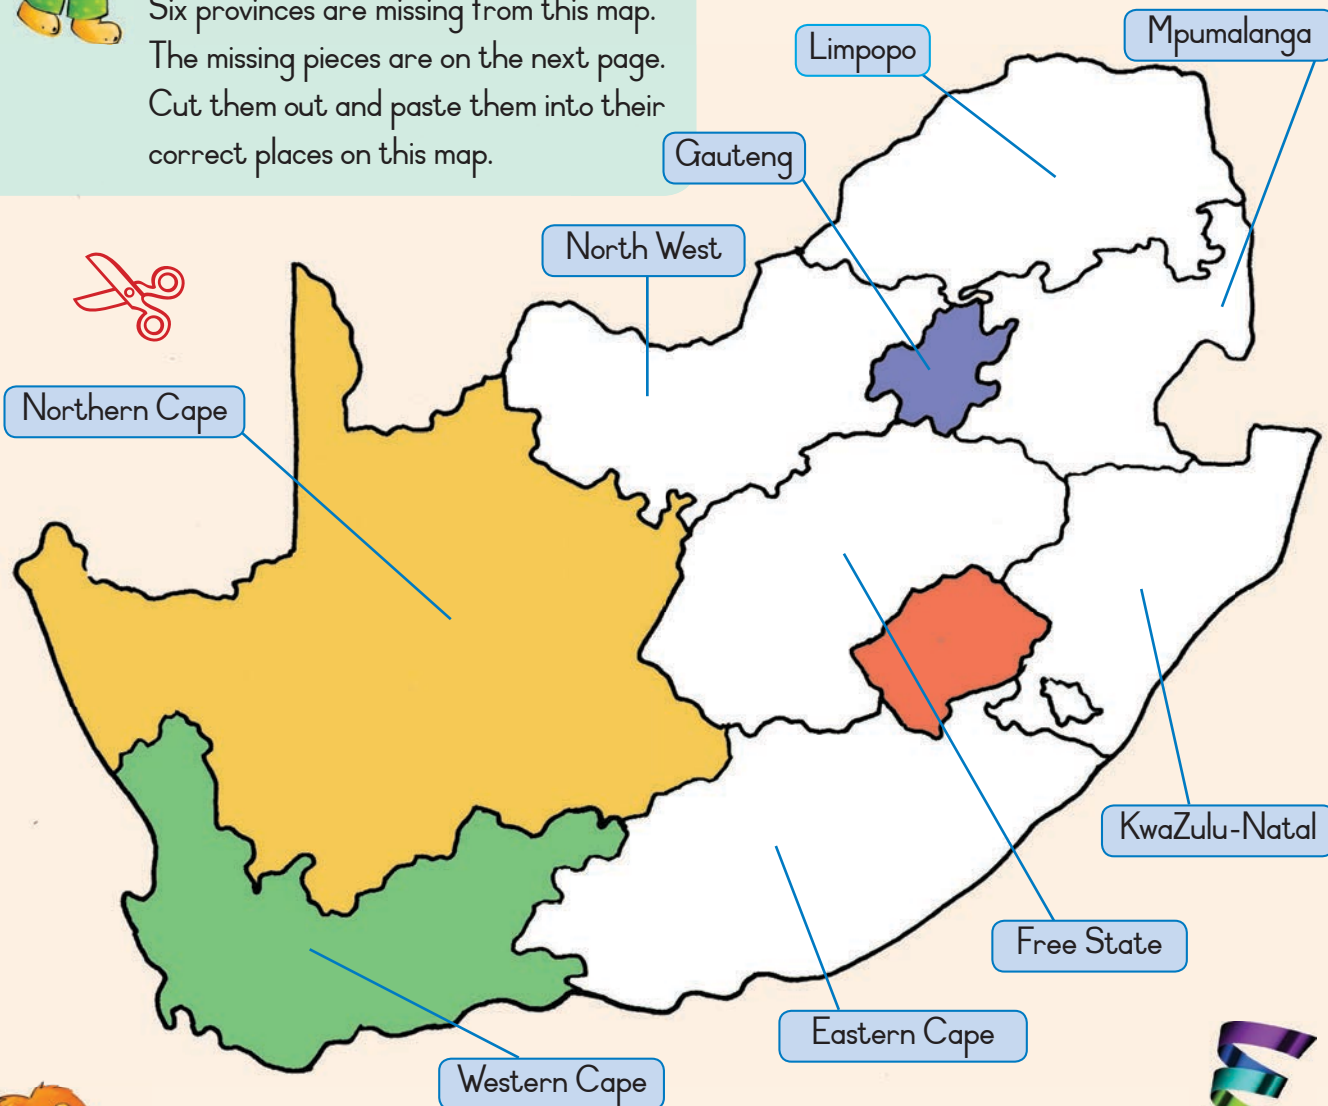 Six provinces are missing from this map.
The missing pieces are on the next page.
Cut them out and paste them into their
correct places on this map.
Mpumalanga
Limpopo
Gauteng
North West
Northern Cape
KwaZulu-Natal
Free State
Eastern Cape
Western Cape